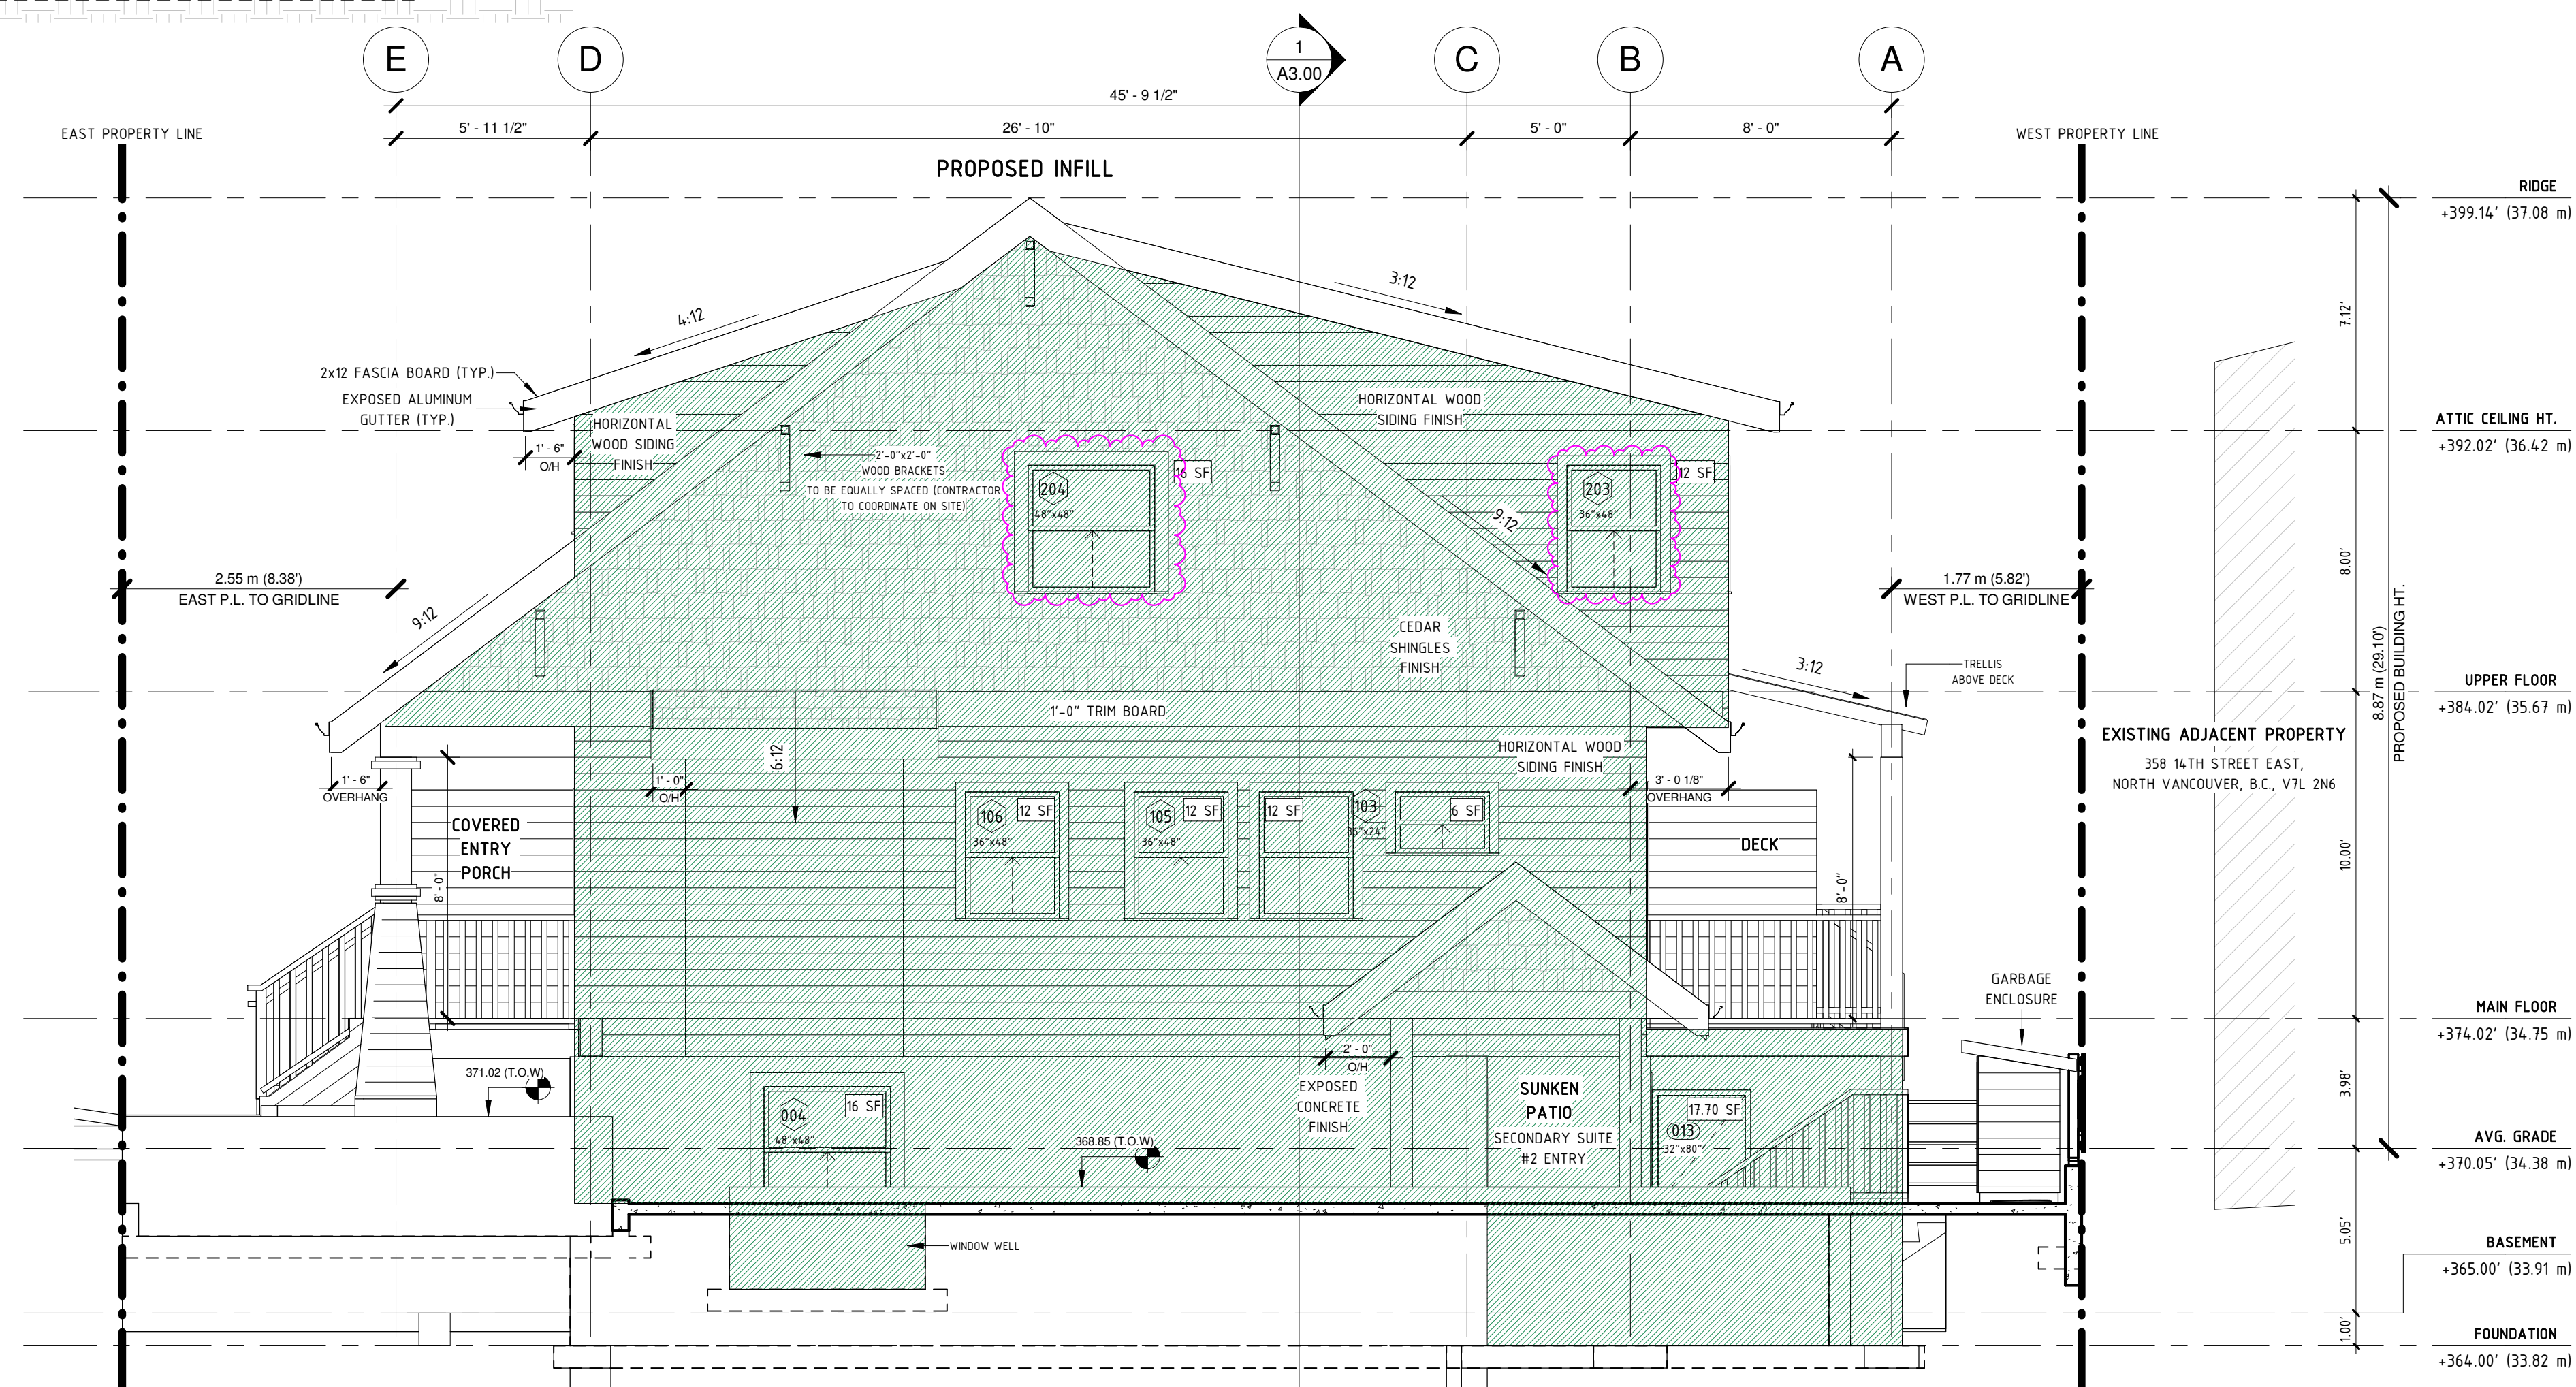 E
D
1
A3.00
C
B
A
45' - 9 1/2"
5' - 11 1/2"
26' - 10"
5' - 0"
8' - 0"
EAST PROPERTY LINE
WEST PROPERTY LINE
PROPOSED INFILL
RIDGE
+399.14' (37.08 m)
7.12'
4:12
3:12
2x12 FASCIA BOARD (TYP.)
EXPOSED ALUMINUM
GUTTER (TYP.)
1' - 6"
O/H
HORIZONTAL
WOOD SIDING
FINISH
HORIZONTAL WOOD
SIDING FINISH
ATTIC CEILING HT.
+392.02' (36.42 m)
2'-0"x2'-0"
WOOD BRACKETS
TO BE EQUALLY SPACED (CONTRACTOR
TO COORDINATE ON SITE)
204
48"x48"
16 SF
203
36"x48"
12 SF
9:12
8.00'
2.55 m (8.38')
EAST P.L. TO GRIDLINE
1.77 m (5.82')
WEST P.L. TO GRIDLINE
9:12
CEDAR
SHINGLES
FINISH
8.87 m (29.10')
PROPOSED BUILDING HT.
3:12
TRELLIS
ABOVE DECK
UPPER FLOOR
+384.02' (35.67 m)
1'-0" TRIM BOARD
EXISTING ADJACENT PROPERTY
358 14TH STREET EAST,
NORTH VANCOUVER, B.C., V7L 2N6
6:12
HORIZONTAL WOOD
SIDING FINISH
1' - 6"
OVERHANG
1' - 0"
O/H
3' - 0 1/8"
OVERHANG
COVERED
ENTRY
PORCH
8' - 0"
106
12 SF
36"x48"
105
12 SF
36"x48"
12 SF
103
36"x24"
6 SF
DECK
8'-0"
10.00'
GARBAGE
ENCLOSURE
MAIN FLOOR
+374.02' (34.75 m)
2' - 0"
O/H
371.02 (T.O.W)
EXPOSED
CONCRETE
FINISH
SUNKEN
PATIO
SECONDARY SUITE
#2 ENTRY
004
16 SF
48"x48"
17.70 SF
013
32"x80"
368.85 (T.O.W)
3.98'
AVG. GRADE
+370.05' (34.38 m)
WINDOW WELL
5.05'
BASEMENT
+365.00' (33.91 m)
1.00'
FOUNDATION
+364.00' (33.82 m)